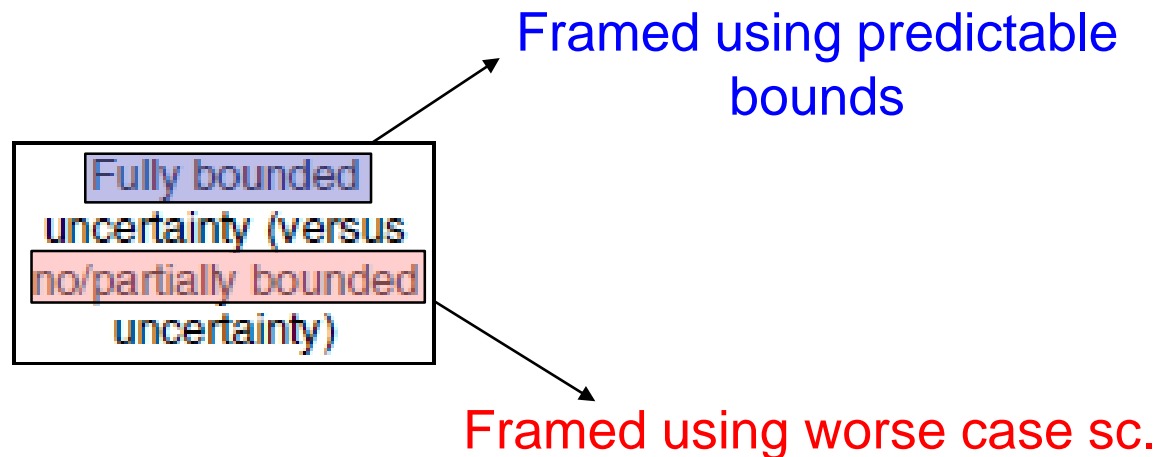 Framed using predictable
bounds
Fully bounded
uncertainty (versus
no/partially bounded
uncertainty)
Framed using worse case sc.